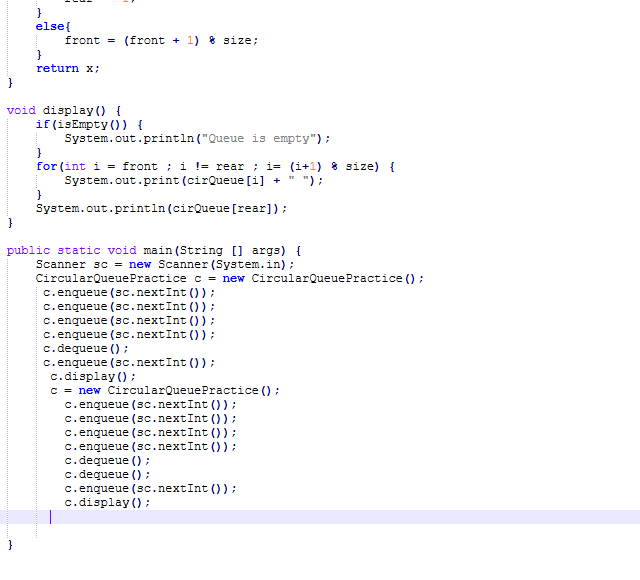 }
else{
front = (front + 1) % size;
}
return x;
}
void display() {
if(isEmpty()) {
System.out.println("Queue is empty");
}
for(int i = front ; i != rear ; i= (i+1) % size) {
System.out.print(cirQueue[i] + " ");
}
System.out.println(cirQueue[rear]);
}
public static void main(String [] args) {
Scanner sc = new Scanner(System.in);
CircularQueuePractice c = new CircularQueuePractice();
c.enqueue(sc.nextInt());
c.enqueue(sc.nextInt());
c.enqueue(sc.nextInt());
c.enqueue(sc.nextInt());
c.dequeue();
c.enqueue(sc.nextInt());
c.display();
c = new CircularQueuePractice();
c.enqueue(sc.nextInt());
c.enqueue(sc.nextInt());
c.enqueue(sc.nextInt());
c.enqueue(sc.nextInt());
c.dequeue();
c.dequeue();
c.enqueue(sc.nextInt());
c.display();
}